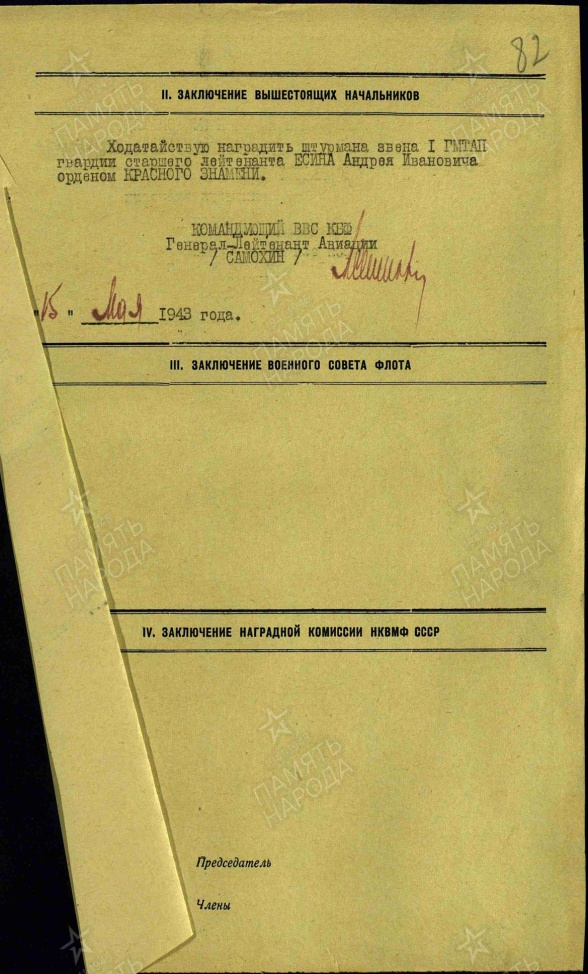 82
II. ЗАКЛЮЧЕНИЕ ВЫШЕСТОЯЩИХ НАЧАЛЬНИКОВ
Ходатайствую наградить штурмана звена I ГМТАП
гвардии старшего лейтенанта ЕСИНА Андрея Ивановича
орденом КРАСНОГО ЗНАМЕНИ.
КОМАНДУЮЩИЙ ВВС КБФ
Генерал-Лейтенант Авиации
/ САМОХИН /
"15" Мая 1943 года.
III. ЗАКЛЮЧЕНИЕ ВОЕННОГО СОВЕТА ФЛОТА
IV. ЗАКЛЮЧЕНИЕ НАГРАДНОЙ КОМИССИИ НКВМФ СССР
Председатель
Члены
ПАМЯТЬ НАРОДА